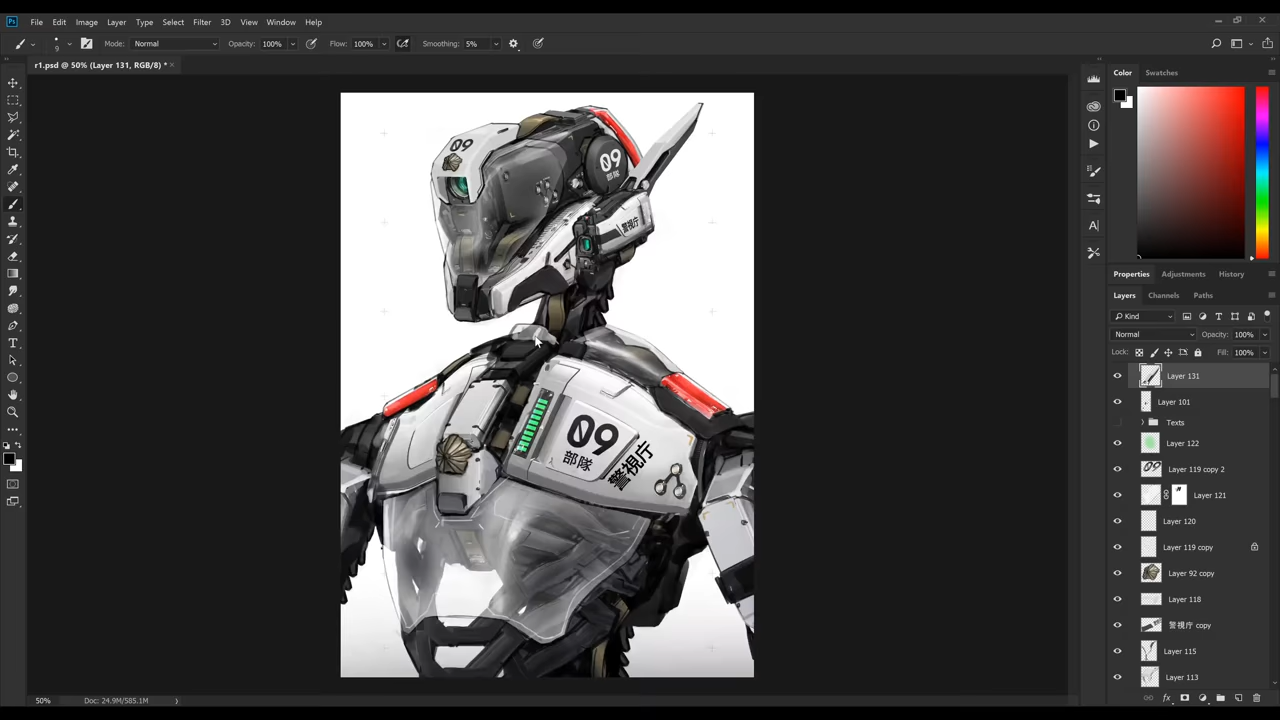 Ps File Edit Image Layer Type Select Filter 3D View Window Help
9 Mode: Normal Opacity: 100% Flow: 100% Smoothing: 5%
r1.psd @ 50% (Layer 131, RGB/8) *
Color Swatches
09
09
部隊
警視庁
09
部隊
警視庁
Properties Adjustments History
Layers Channels Paths
Kind
Normal Opacity: 100%
Lock: Fill: 100%
Layer 131
Layer 101
Texts
Layer 122
Layer 119 copy 2
Layer 121
Layer 120
Layer 119 copy
Layer 92 copy
Layer 118
警視庁 copy
Layer 115
Layer 113
50% Doc: 24.9M/585.1M